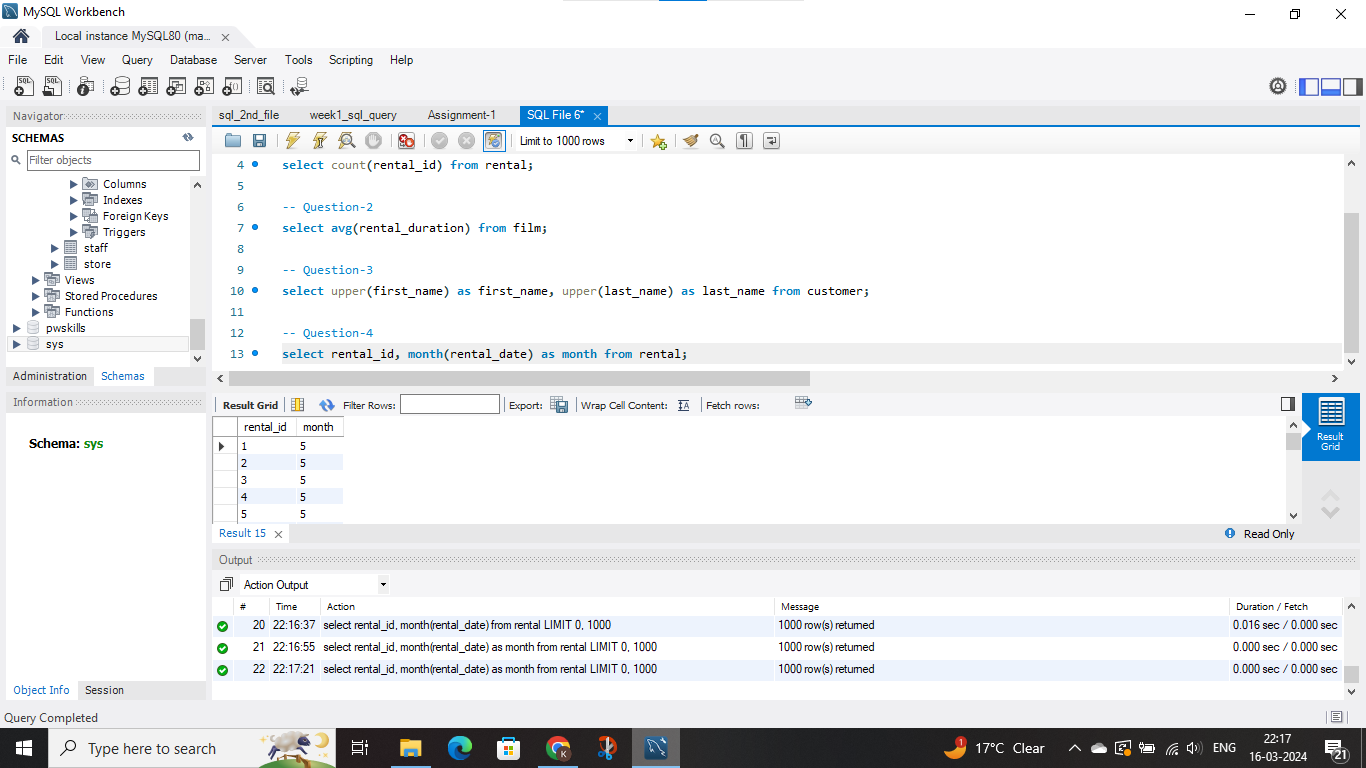 MySQL Workbench
Local instance MySQL80 (ma...
File Edit View Query Database Server Tools Scripting Help
Navigator
SCHEMAS
Filter objects
Columns
Indexes
Foreign Keys
Triggers
staff
store
Views
Stored Procedures
Functions
pwskills
sys
Administration Schemas
Information
Schema: sys
Object Info Session
sql_2nd_file week1_sql_query Assignment-1 SQL File 6*
Limit to 1000 rows
4 select count(rental_id) from rental;
5
6 -- Question-2
7 select avg(rental_duration) from film;
8
9 -- Question-3
10 select upper(first_name) as first_name, upper(last_name) as last_name from customer;
11
12 -- Question-4
13 select rental_id, month(rental_date) as month from rental;
Result Grid Filter Rows: Export: Wrap Cell Content: Fetch rows:
rental_id month
1 5
2 5
3 5
4 5
5 5
Result Grid
Result 15
Read Only
Output
Action Output
# Time Action Message Duration / Fetch
20 22:16:37 select rental_id, month(rental_date) from rental LIMIT 0, 1000 1000 row(s) returned 0.016 sec / 0.000 sec
21 22:16:55 select rental_id, month(rental_date) as month from rental LIMIT 0, 1000 1000 row(s) returned 0.000 sec / 0.000 sec
22 22:17:21 select rental_id, month(rental_date) as month from rental LIMIT 0, 1000 1000 row(s) returned 0.000 sec / 0.000 sec
Query Completed
Type here to search
K
1
17°C Clear
ENG
22:17
16-03-2024
21